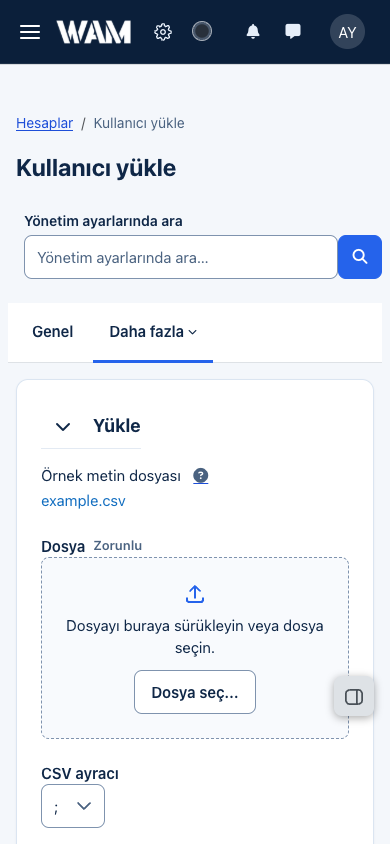 WAM
AY
Hesaplar / Kullanıcı yükle
Kullanıcı yükle
Yönetim ayarlarında ara
Yönetim ayarlarında ara...
Genel
Daha fazla
Yükle
Örnek metin dosyası ?
example.csv
Dosya Zorunlu
Dosyayı buraya sürükleyin veya dosya
seçin.
Dosya seç...
CSV ayracı
;